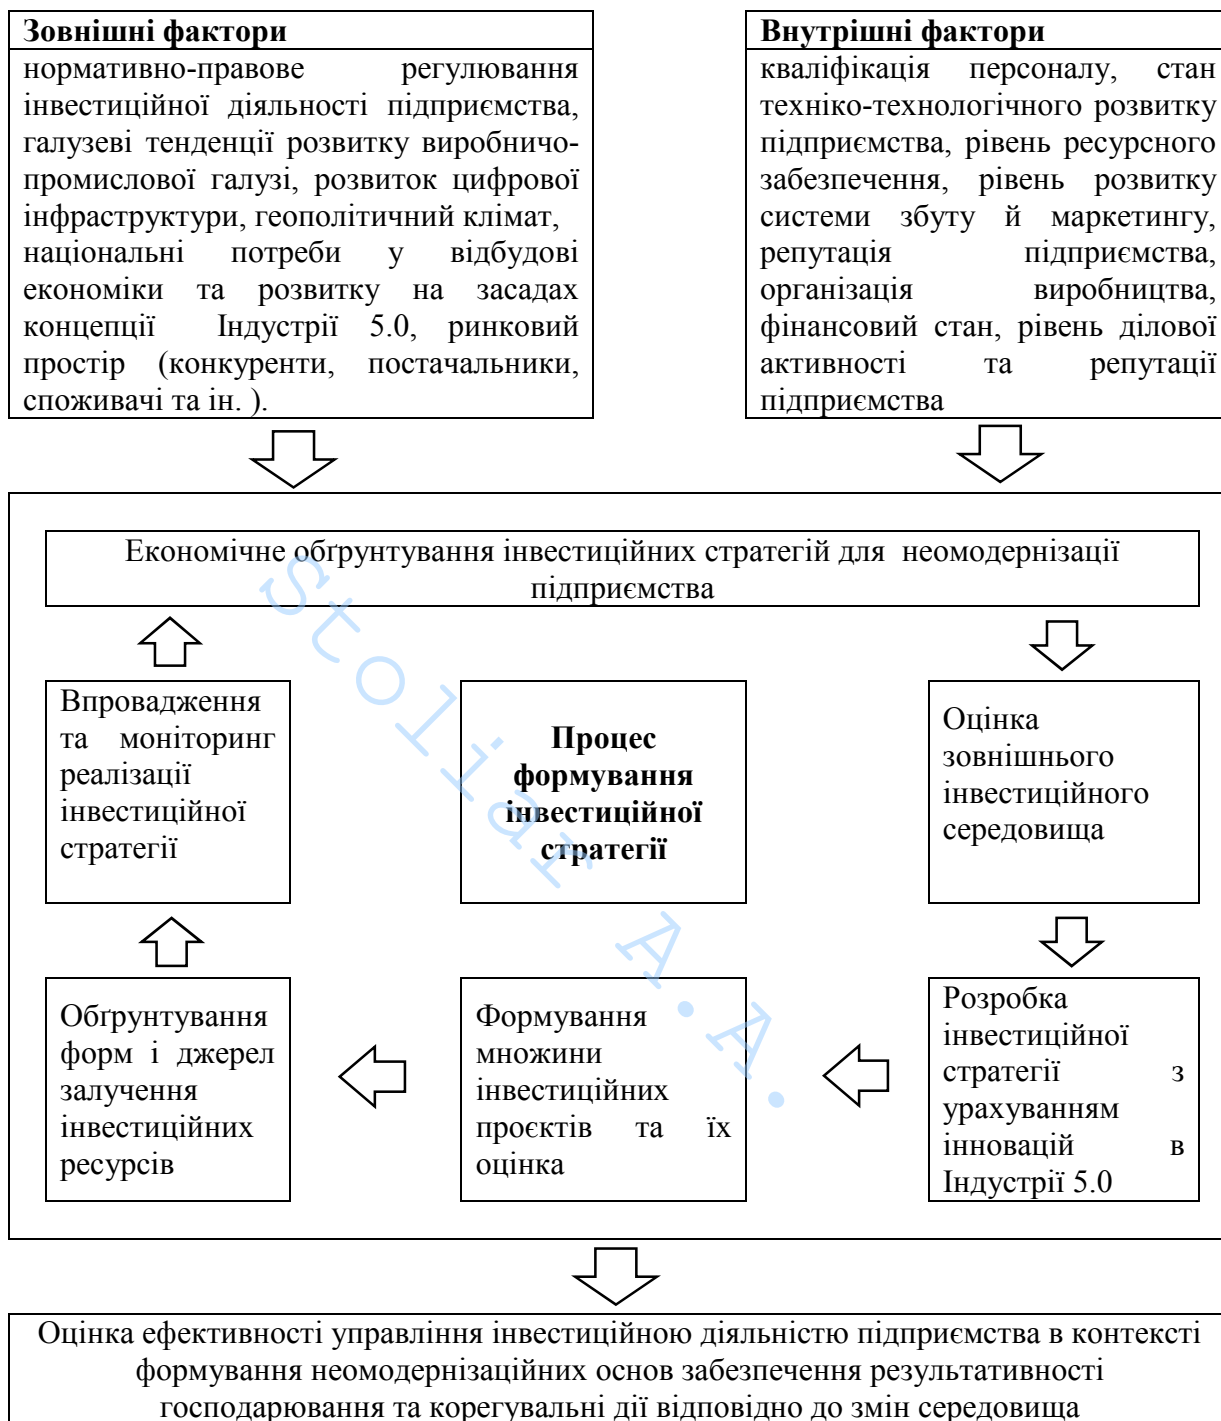 Зовнішні фактори
нормативно-правове регулювання
інвестиційної діяльності підприємства,
галузеві тенденції розвитку виробничо-
промислової галузі, розвиток цифрової
інфраструктури, геополітичний клімат,
національні потреби у відбудові
економіки та розвитку на засадах
концепції Індустрії 5.0, ринковий
простір (конкуренти, постачальники,
споживачі та ін. ).
Внутрішні фактори
кваліфікація персоналу, стан
техніко-технологічного розвитку
підприємства, рівень ресурсного
забезпечення, рівень розвитку
системи збуту й маркетингу,
репутація підприємства,
організація виробництва,
фінансовий стан, рівень ділової
активності та репутації
підприємства
Економічне обґрунтування інвестиційних стратегій для неомодернізації
підприємства
Впровадження
та моніторинг
реалізації
інвестиційної
стратегії
Процес
формування
інвестиційної
стратегії
Оцінка
зовнішнього
інвестиційного
середовища
Обґрунтування
форм і джерел
залучення
інвестиційних
ресурсів
Формування
множини
інвестиційних
проєктів та їх
оцінка
Розробка
інвестиційної
стратегії з
урахуванням
інновацій в
Індустрії 5.0
Оцінка ефективності управління інвестиційною діяльністю підприємства в контексті
формування неомодернізаційних основ забезпечення результативності
господарювання та корегувальні дії відповідно до змін середовища
Stoliar A.A.